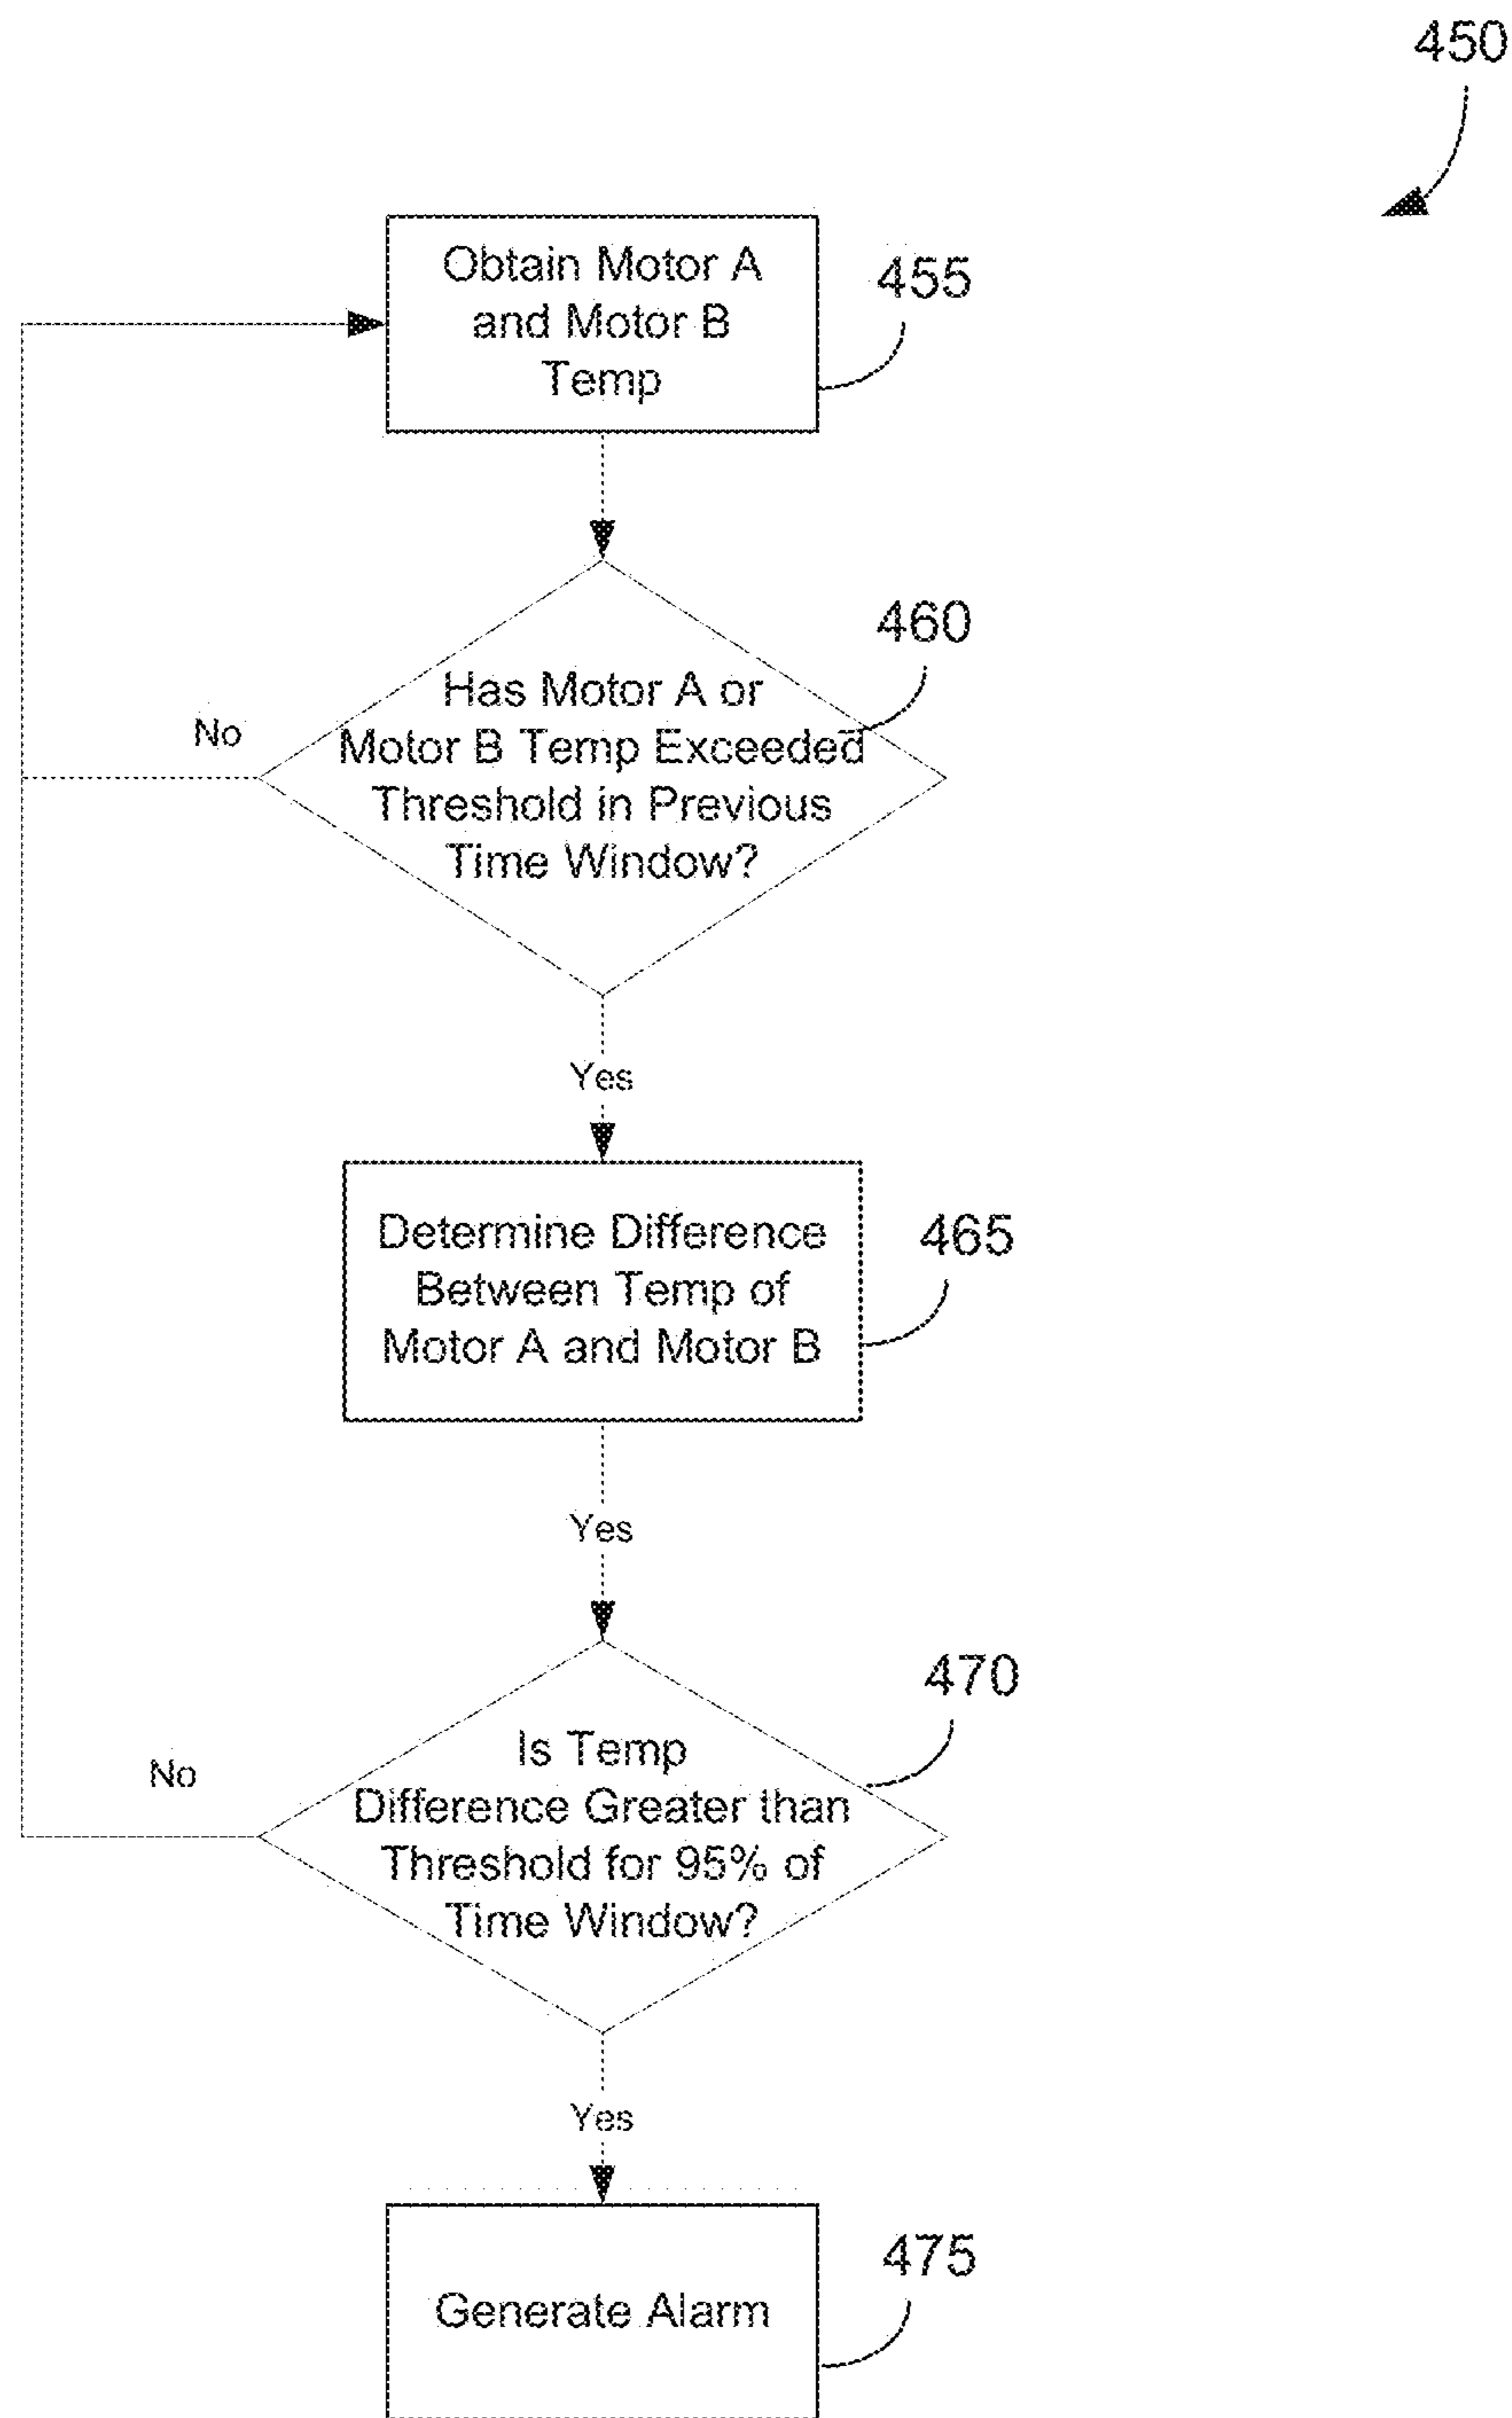 450
Obtain Motor A
and Motor B
Temp
455
460
Has Motor A or
Motor B Temp Exceeded
Threshold in Previous
Time Window?
No
Yes
Determine Difference
Between Temp of
Motor A and Motor B
465
Yes
470
Is Temp
Difference Greater than
Threshold for 95% of
Time Window?
No
Yes
Generate Alarm
475